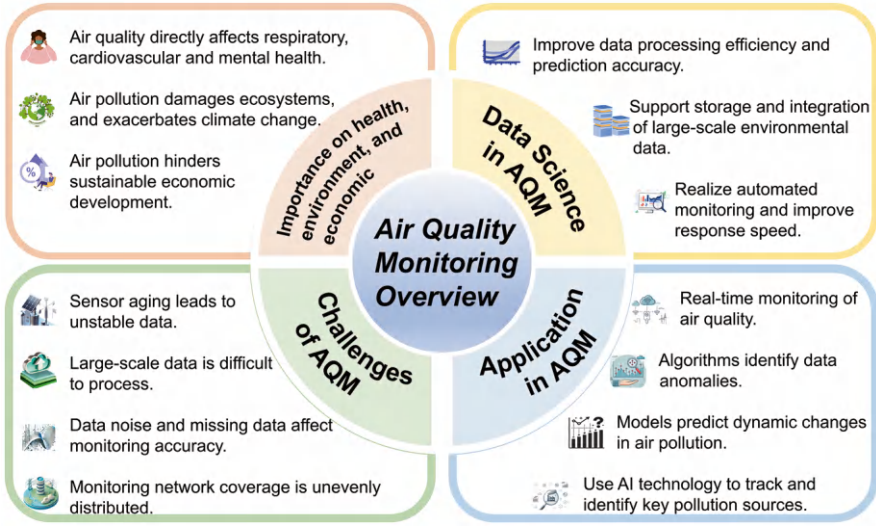 Air quality directly affects respiratory,
cardiovascular and mental health.
Air pollution damages ecosystems,
and exacerbates climate change.
%
Air pollution hinders
sustainable economic
development.
Importance on health,
environment, and
economic
Improve data processing efficiency and
prediction accuracy.
Support storage and integration
of large-scale environmental
data.
Realize automated
monitoring and improve
response speed.
Data Science
in AQM
Air Quality
Monitoring
Overview
Sensor aging leads to
unstable data.
Large-scale data is difficult
to process.
Data noise and missing data affect
monitoring accuracy.
Monitoring network coverage is unevenly
distributed.
Challenges
of AQM
Real-time monitoring of
air quality.
Algorithms identify data
anomalies.
?
Models predict dynamic changes
in air pollution.
Use AI technology to track and
identify key pollution sources.
Application
in AQM